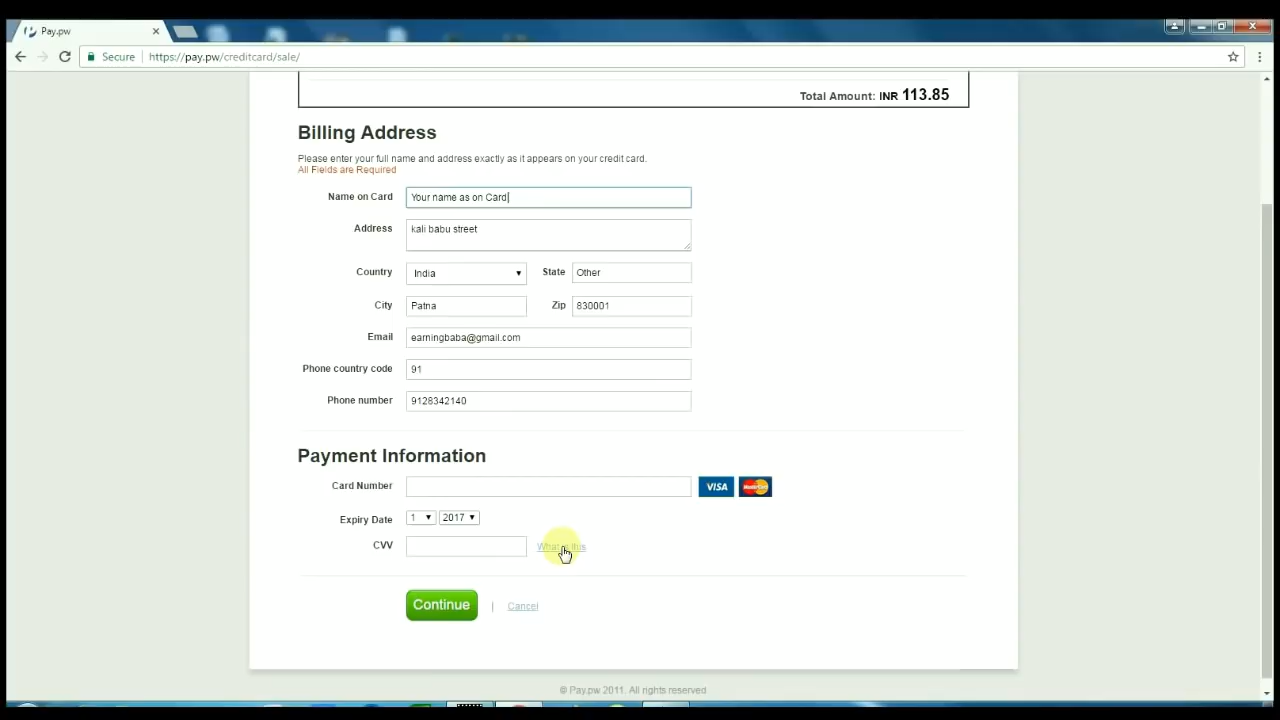 Pay.pw
Secure https://pay.pw/creditcard/sale/
Total Amount: INR 113.85
Billing Address
Please enter your full name and address exactly as it appears on your credit card.
All Fields are Required
Name on Card Your name as on Card
Address kali babu street
Country India State Other
City Patna Zip 830001
Email earningbaba@gmail.com
Phone country code 91
Phone number 9128342140
Payment Information
Card Number VISA MasterCard
Expiry Date 1 2017
CVV What is this
Continue | Cancel
© Pay.pw 2011. All rights reserved